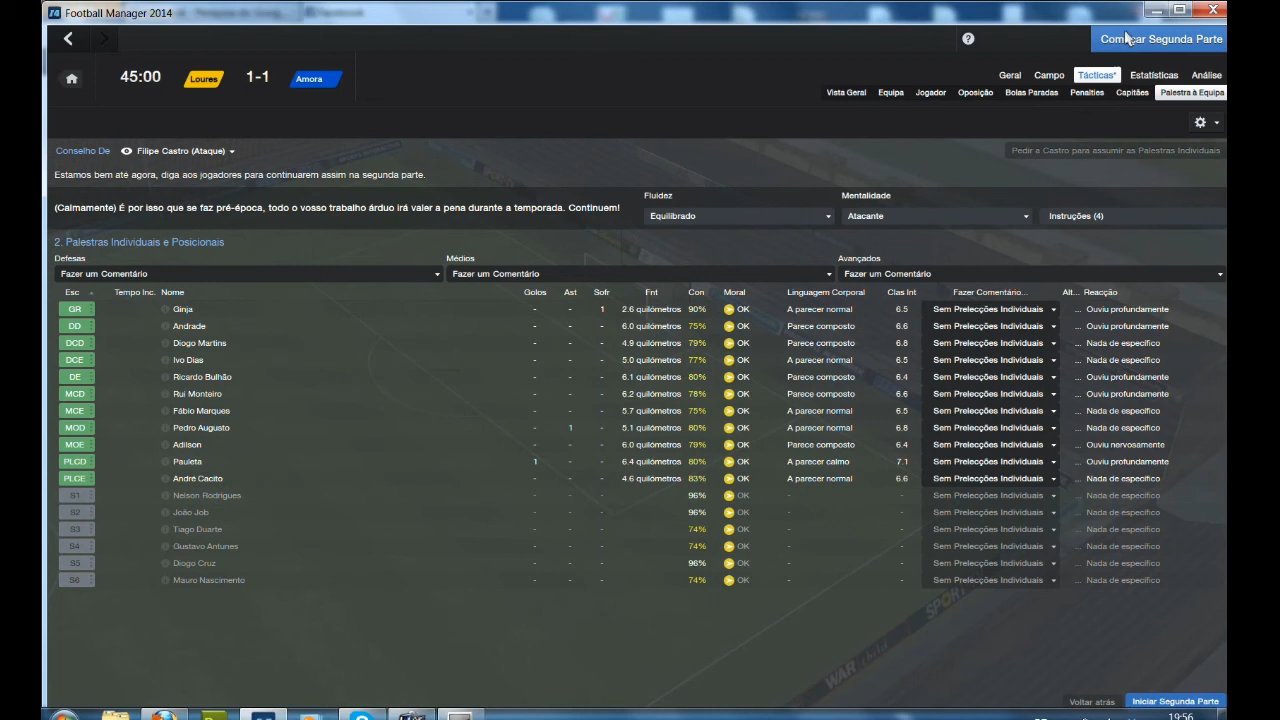 Football Manager 2014
Começar Segunda Parte
45:00 Loures 1-1 Amora
Geral Campo Tácticas* Estatísticas Análise
Vista Geral Equipa Jogador Oposição Bolas Paradas Penalties Capitães Palestra à Equipa
Conselho De Filipe Castro (Ataque) Pedir a Castro para assumir as Palestras Individuais
Estamos bem até agora, diga aos jogadores para continuarem assim na segunda parte.
Fluidez Mentalidade
(Calmamente) É por isso que se faz pré-época, todo o vosso trabalho árduo irá valer a pena durante a temporada. Continuem! Equilibrado Atacante Instruções (4)
2. Palestras Individuais e Posicionais
Defesas Médios Avançados
Fazer um Comentário Fazer um Comentário Fazer um Comentário
Esc Tempo Inc. Nome Golos Ast Sofr Fnt Con Moral Linguagem Corporal Clas Int Fazer Comentário... Alt... Reacção
GR Ginja - - 1 2.6 quilómetros 90% OK A parecer normal 6.5 Sem Prelecções Individuais ... Ouviu profundamente
DD Andrade - - - 6.0 quilómetros 75% OK Parece composto 6.6 Sem Prelecções Individuais ... Ouviu profundamente
DCD Diogo Martins - - - 4.9 quilómetros 79% OK Parece composto 6.8 Sem Prelecções Individuais ... Nada de específico
DCE Ivo Dias - - - 5.0 quilómetros 77% OK A parecer normal 6.5 Sem Prelecções Individuais ... Nada de específico
DE Ricardo Bulhão - - - 6.1 quilómetros 80% OK Parece composto 6.4 Sem Prelecções Individuais ... Ouviu profundamente
MCD Rui Monteiro - - - 6.2 quilómetros 78% OK Parece composto 6.6 Sem Prelecções Individuais ... Ouviu profundamente
MCE Fábio Marques - - - 5.7 quilómetros 75% OK A parecer normal 6.5 Sem Prelecções Individuais ... Nada de específico
MOD Pedro Augusto - 1 - 5.1 quilómetros 80% OK A parecer normal 6.8 Sem Prelecções Individuais ... Nada de específico
MOE Adilson - - - 6.0 quilómetros 79% OK Parece composto 6.4 Sem Prelecções Individuais ... Ouviu nervosamente
PLCD Pauleta 1 - - 6.4 quilómetros 80% OK A parecer calmo 7.1 Sem Prelecções Individuais ... Ouviu profundamente
PLCE André Cacito - - - 4.6 quilómetros 83% OK A parecer normal 6.6 Sem Prelecções Individuais ... Nada de específico
S1 Nelson Rodrigues - - - 96% OK - - Sem Prelecções Individuais ... Nada de específico
S2 João Job - - - 96% OK - - Sem Prelecções Individuais ... Nada de específico
S3 Tiago Duarte - - - 74% OK - - Sem Prelecções Individuais ... Nada de específico
S4 Gustavo Antunes - - - 74% OK - - Sem Prelecções Individuais ... Nada de específico
S5 Diogo Cruz - - - 96% OK - - Sem Prelecções Individuais ... Nada de específico
S6 Mauro Nascimento - - - 74% OK - - Sem Prelecções Individuais ... Nada de específico
Voltar atrás Iniciar Segunda Parte
19:56